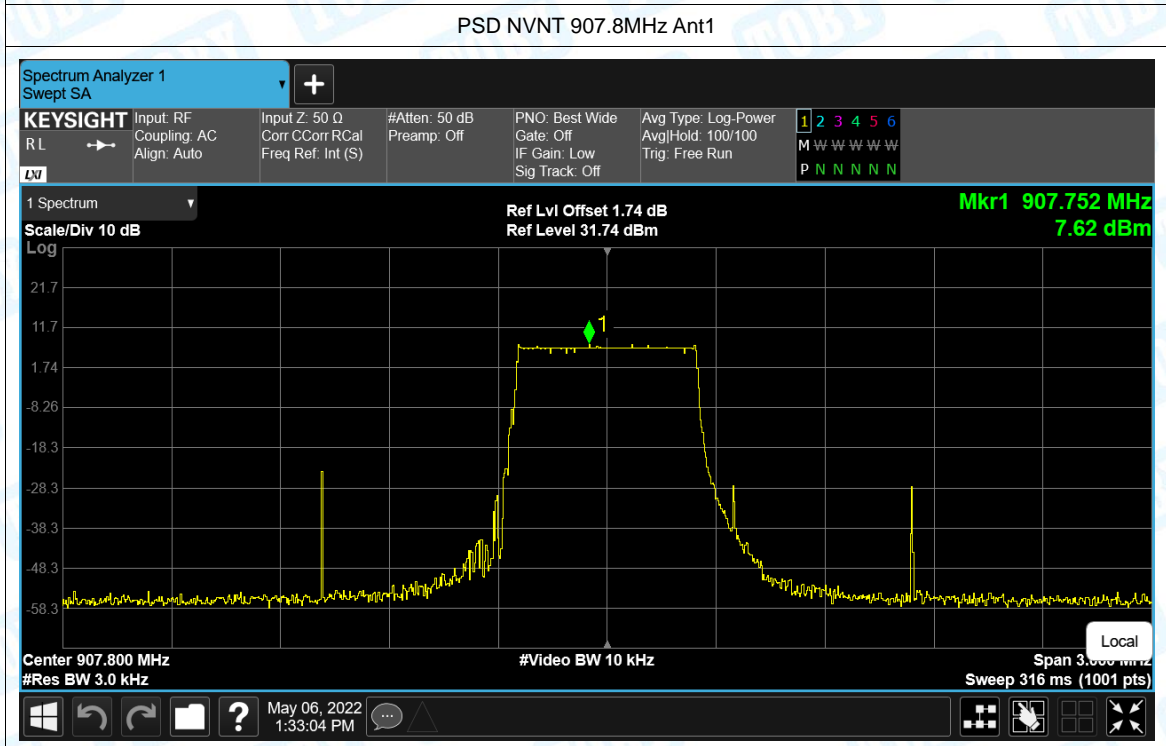 PSD NVNT 907.8MHz Ant1
Spectrum Analyzer 1
Swept SA
KEYSIGHT
RL
LXI
Input: RF
Coupling: AC
Align: Auto
Input Z: 50 Ω
Corr CCorr RCal
Freq Ref: Int (S)
#Atten: 50 dB
Preamp: Off
PNO: Best Wide
Gate: Off
IF Gain: Low
Sig Track: Off
Avg Type: Log-Power
Avg|Hold: 100/100
Trig: Free Run
1 2 3 4 5 6
M W W W W W
P N N N N N
1 Spectrum
Scale/Div 10 dB
Ref Lvl Offset 1.74 dB
Ref Level 31.74 dBm
Mkr1 907.752 MHz
7.62 dBm
Log
21.7
11.7
1.74
-8.26
-18.3
-28.3
-38.3
-48.3
-58.3
1
Center 907.800 MHz
#Res BW 3.0 kHz
#Video BW 10 kHz
Local
Span
Sweep 316 ms (1001 pts)
?
May 06, 2022
1:33:04 PM